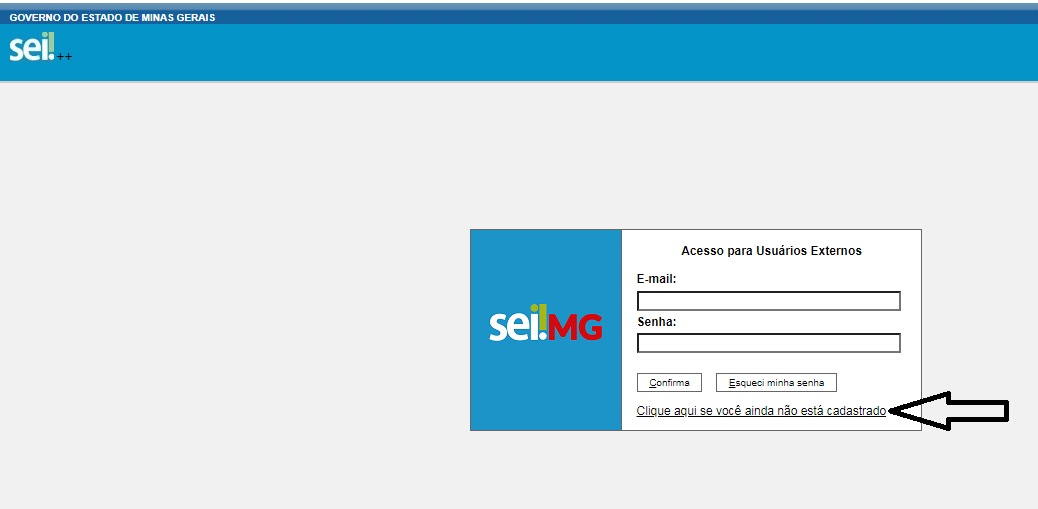 GOVERNO DO ESTADO DE MINAS GERAIS
sei!++
Acesso para Usuários Externos
E-mail:
sei!MG
Senha:
Confirma Esqueci minha senha
Clique aqui se você ainda não está cadastrado